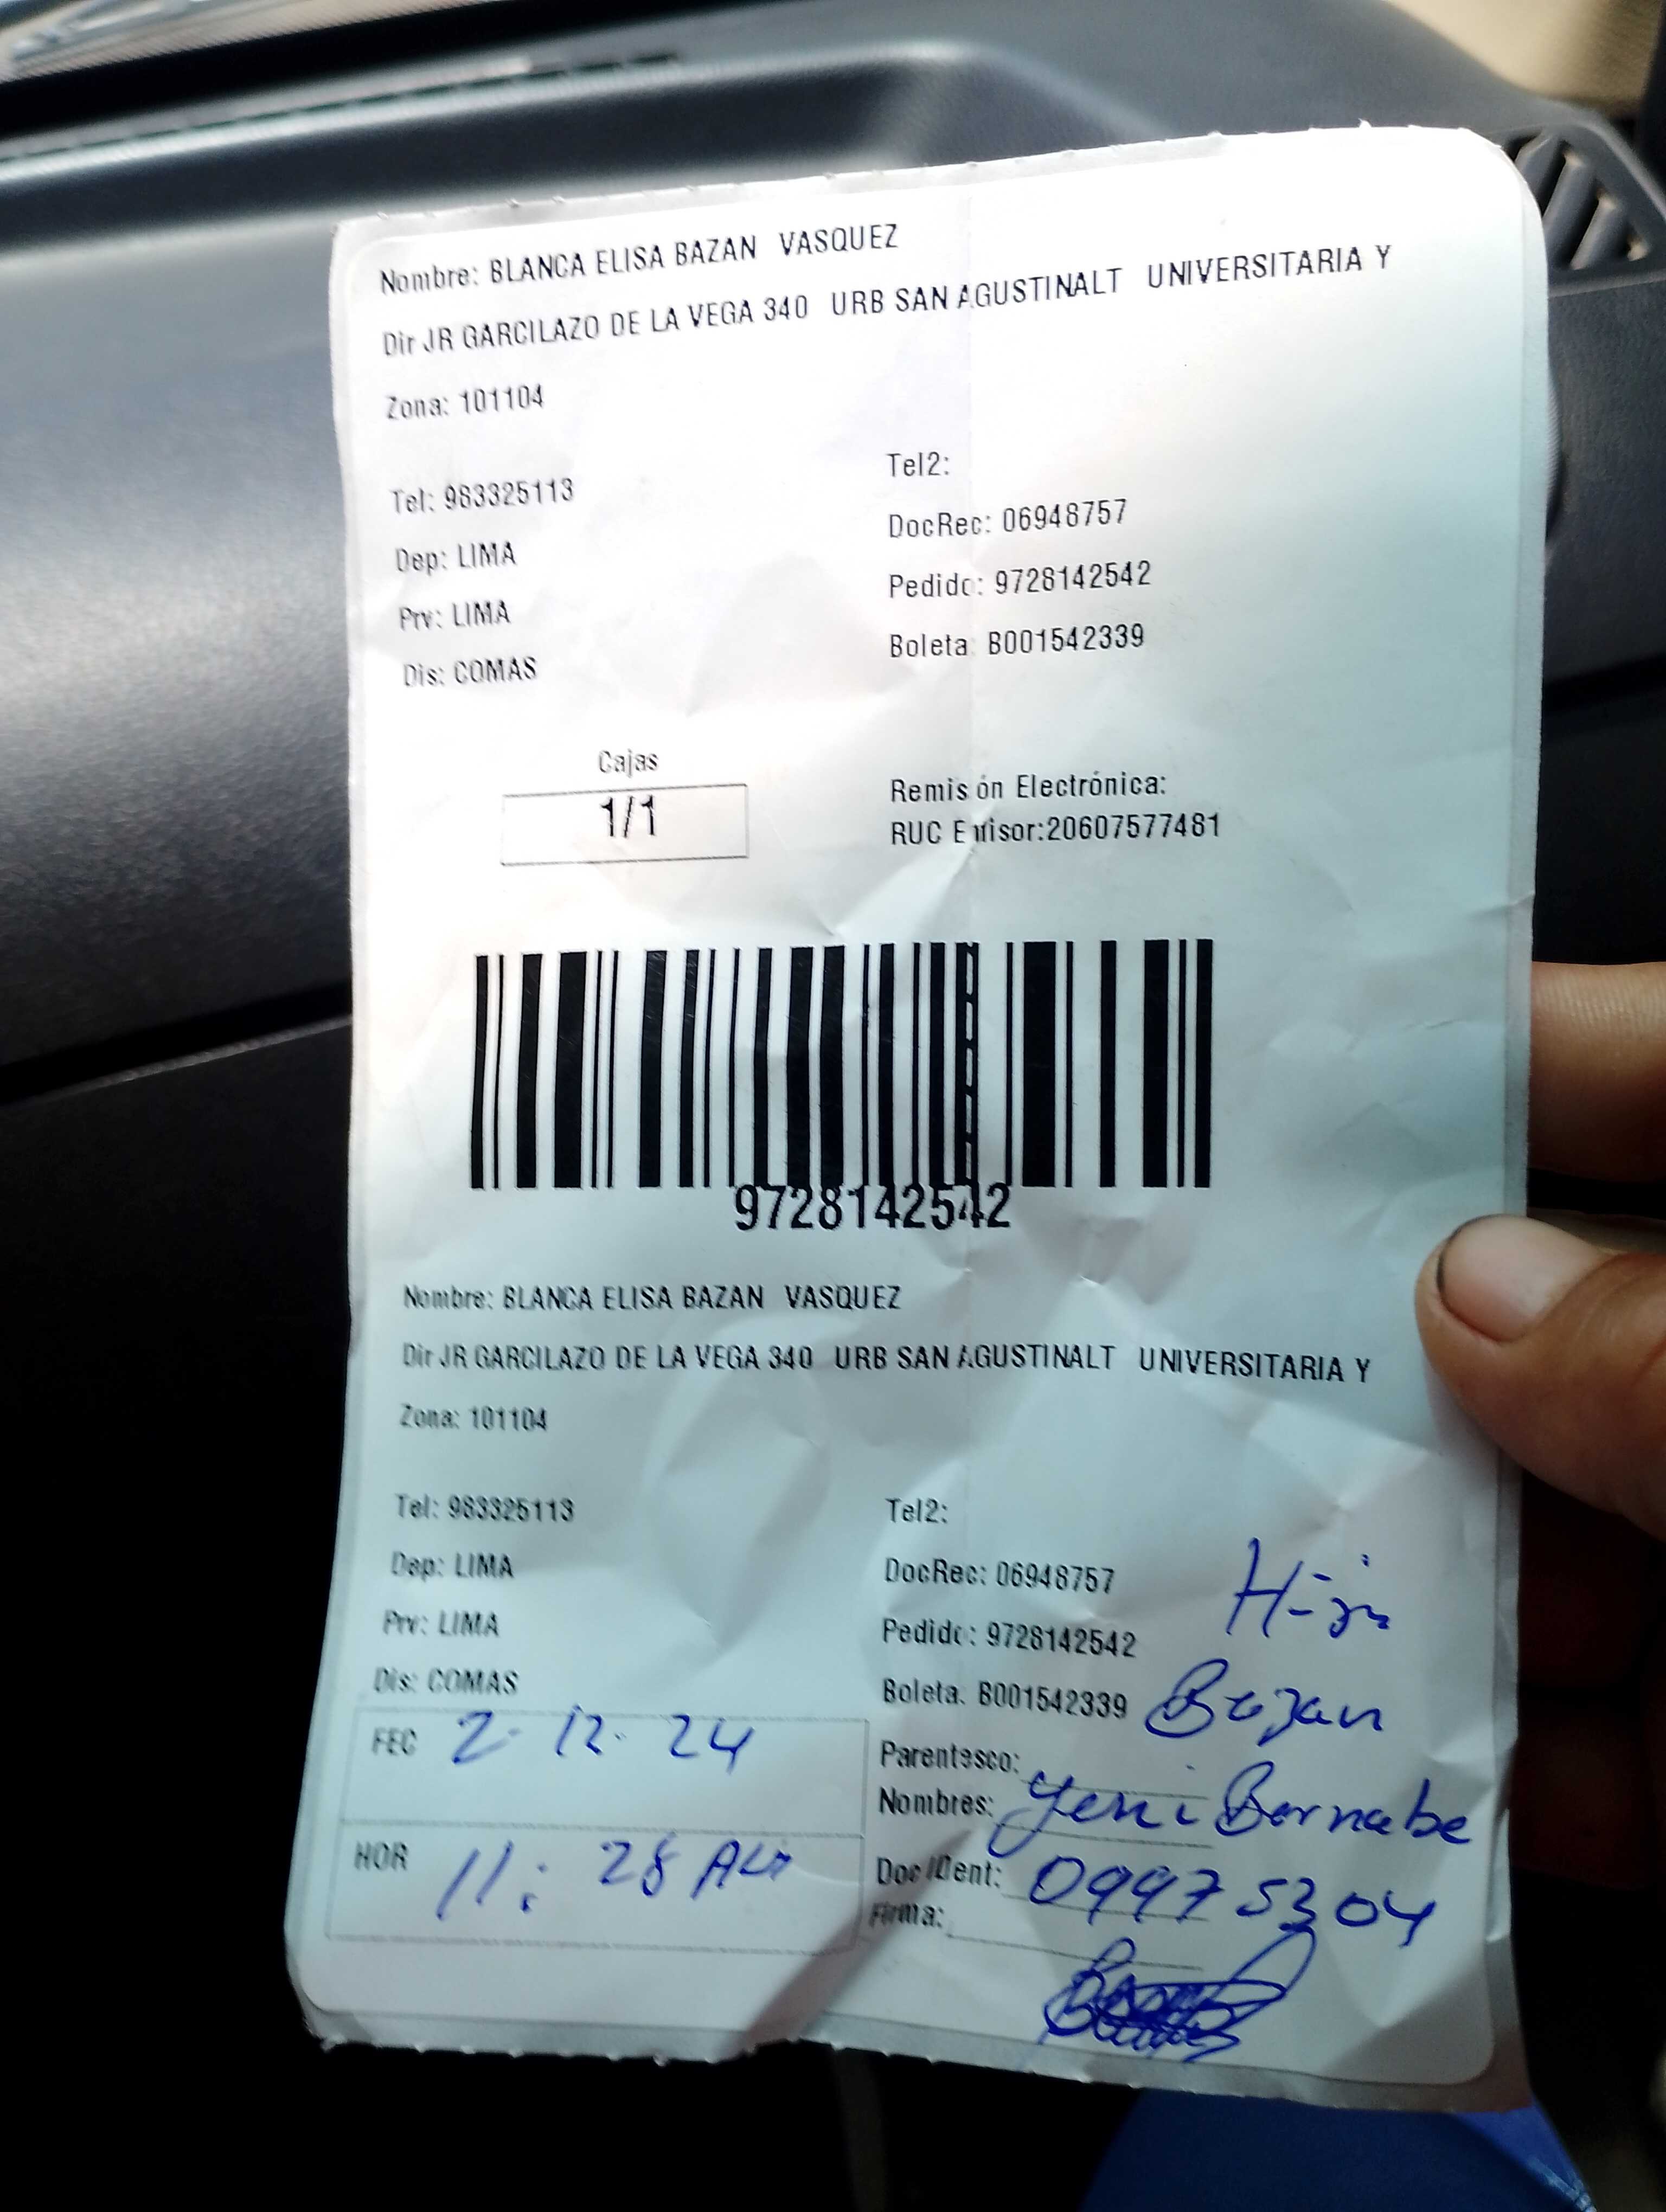 Nombre: BLANCA ELISA BAZAN VASQUEZ
Dir JR GARCILAZO DE LA VEGA 340 URB SAN AGUSTINALT UNIVERSITARIA Y
Zona: 101104
Tel: 983325113
Tel2:
Dep: LIMA
DocRec: 06948757
Prv: LIMA
Pedido: 9728142542
Dis: COMAS
Boleta: B001542339
Cajas
1/1
Remisión Electrónica:
RUC Emisor:20607577481
9728142542
Nombre: BLANCA ELISA BAZAN VASQUEZ
Dir JR GARCILAZO DE LA VEGA 340 URB SAN AGUSTINALT UNIVERSITARIA Y
Zona: 101104
Tel: 983325113
Tel2:
Dep: LIMA
DocRec: 06948757
Prv: LIMA
Pedido: 9728142542
Dis: COMAS
Boleta: B001542339
Bazan
FEC 2-12-24
Parentesco:
Nombres: Yeni Bernabe
HOR 11:28 AM
Doc IDent: 09975304
Firma: